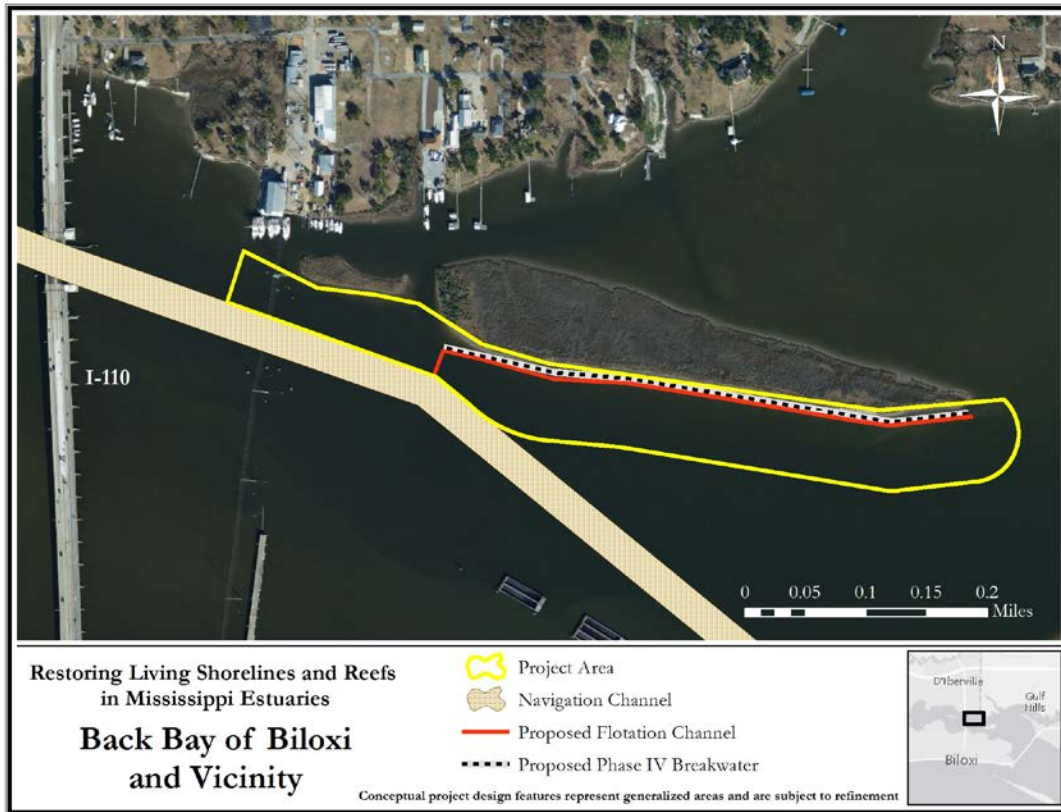 N
I-110
0 0.05 0.1 0.15 0.2
Miles
Restoring Living Shorelines and Reefs
in Mississippi Estuaries
Back Bay of Biloxi
and Vicinity
Project Area
Navigation Channel
Proposed Flotation Channel
Proposed Phase IV Breakwater
Conceptual project design features represent generalized areas and are subject to refinement
D'Iberville
Gulf
Hills
Biloxi